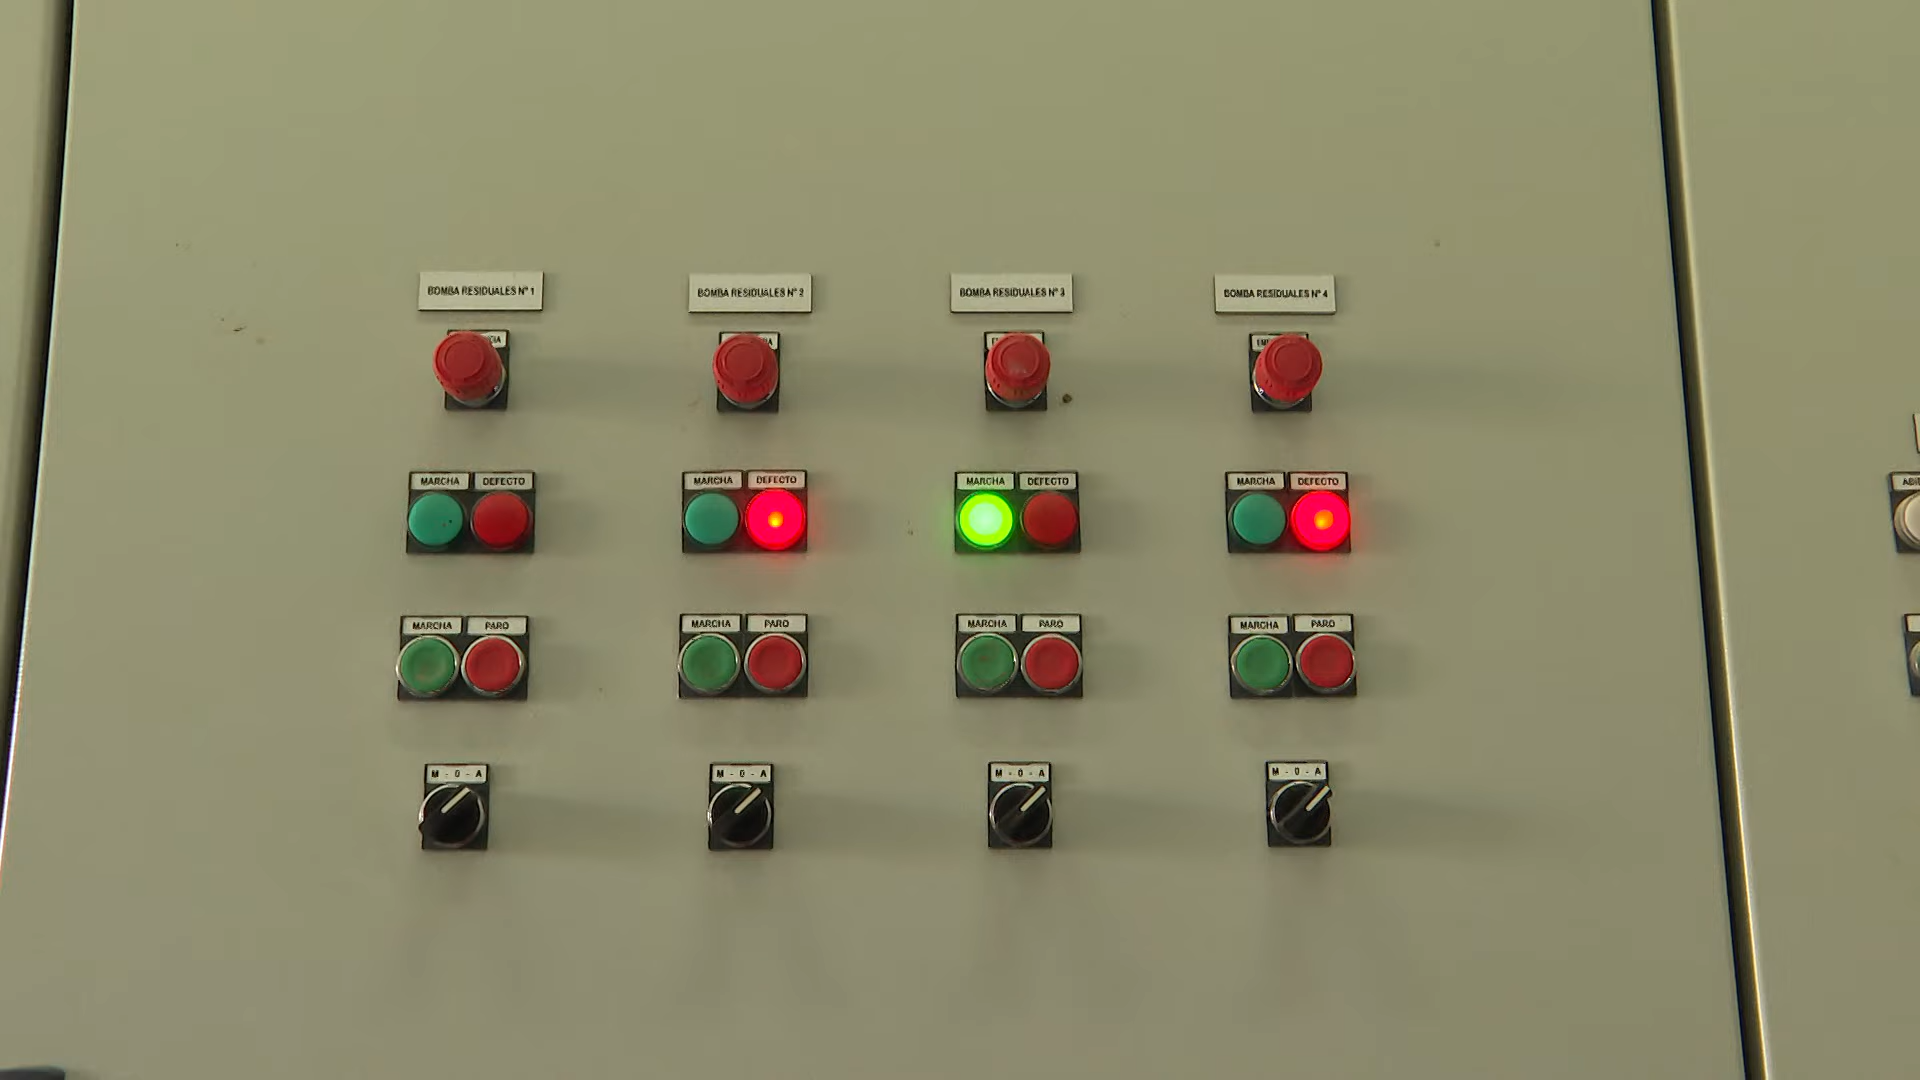 BOMBA RESIDUALES Nº 1
BOMBA RESIDUALES Nº 2
BOMBA RESIDUALES Nº 3
BOMBA RESIDUALES Nº 4
MARCHA DEFECTO
MARCHA DEFECTO
MARCHA DEFECTO
MARCHA DEFECTO
MARCHA PARO
MARCHA PARO
MARCHA PARO
MARCHA PARO
M - 0 - A
M - 0 - A
M - 0 - A
M - 0 - A